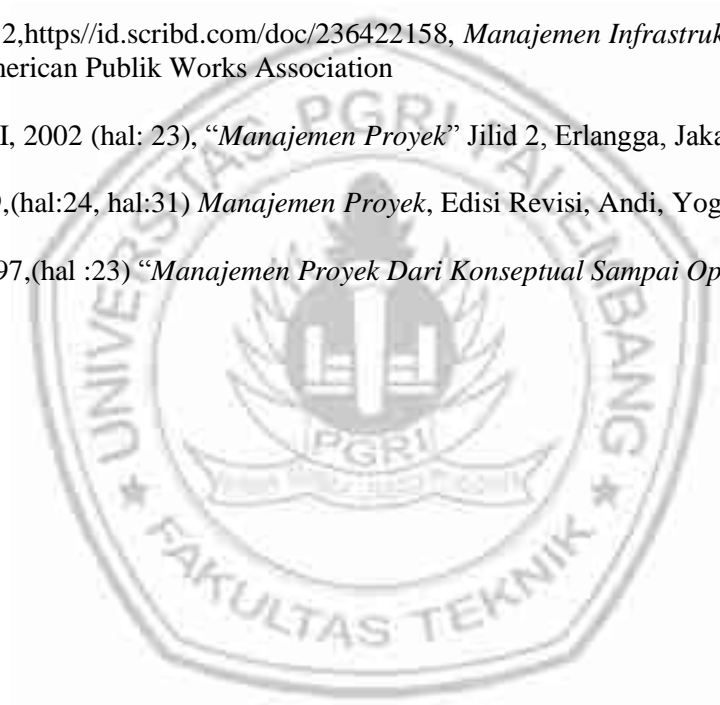 2,https//id.scribd.com/doc/236422158, Manajemen Infrastruk
merican Publik Works Association
I, 2002 (hal: 23), “Manajemen Proyek” Jilid 2, Erlangga, Jaka
,(hal:24, hal:31) Manajemen Proyek, Edisi Revisi, Andi, Yog
97,(hal :23) “Manajemen Proyek Dari Konseptual Sampai Op
UNIVERSITAS PGRI PALEMBANG
PGRI
FAKULTAS TEKNIK